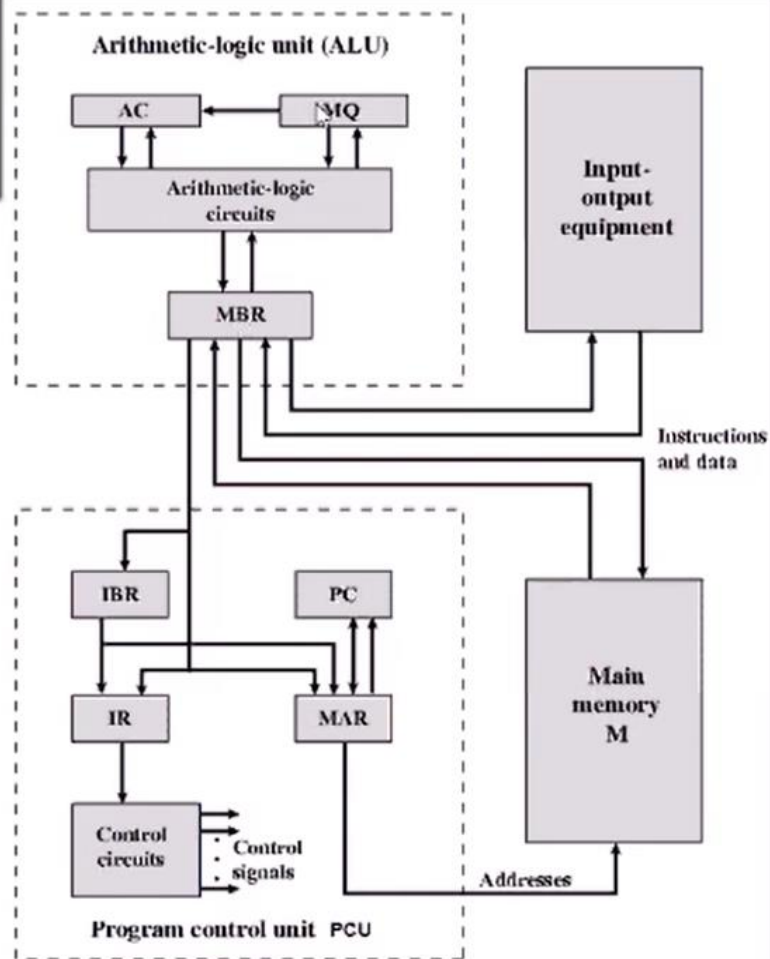 Arithmetic-logic unit (ALU)
AC
MQ
Arithmetic-logic
circuits
MBR
Input-
output
equipment
Instructions
and data
IBR
PC
IR
MAR
Main
memory
M
Control
circuits
Control
signals
Addresses
Program control unit PCU